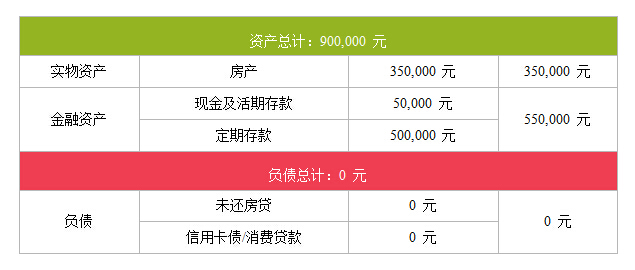 资产总计：900,000 元
实物资产 房产 350,000 元 350,000 元
现金及活期存款 50,000 元
金融资产 550,000 元
定期存款 500,000 元
负债总计：0 元
未还房贷 0 元
负债 0 元
信用卡债/消费贷款 0 元